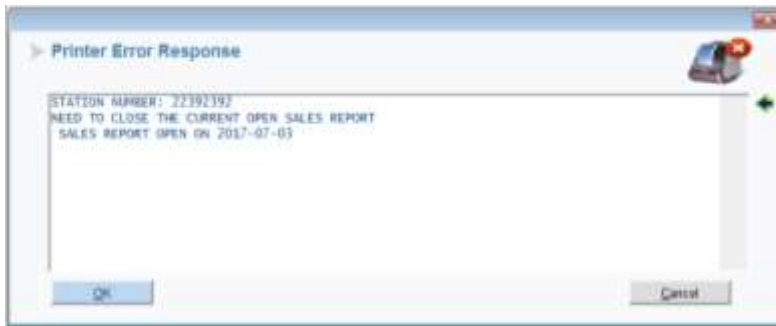 Printer Error Response
STATION NUMBER: 22392392
NEED TO CLOSE THE CURRENT OPEN SALES REPORT
SALES REPORT OPEN ON 2017-07-03
OK
Cancel